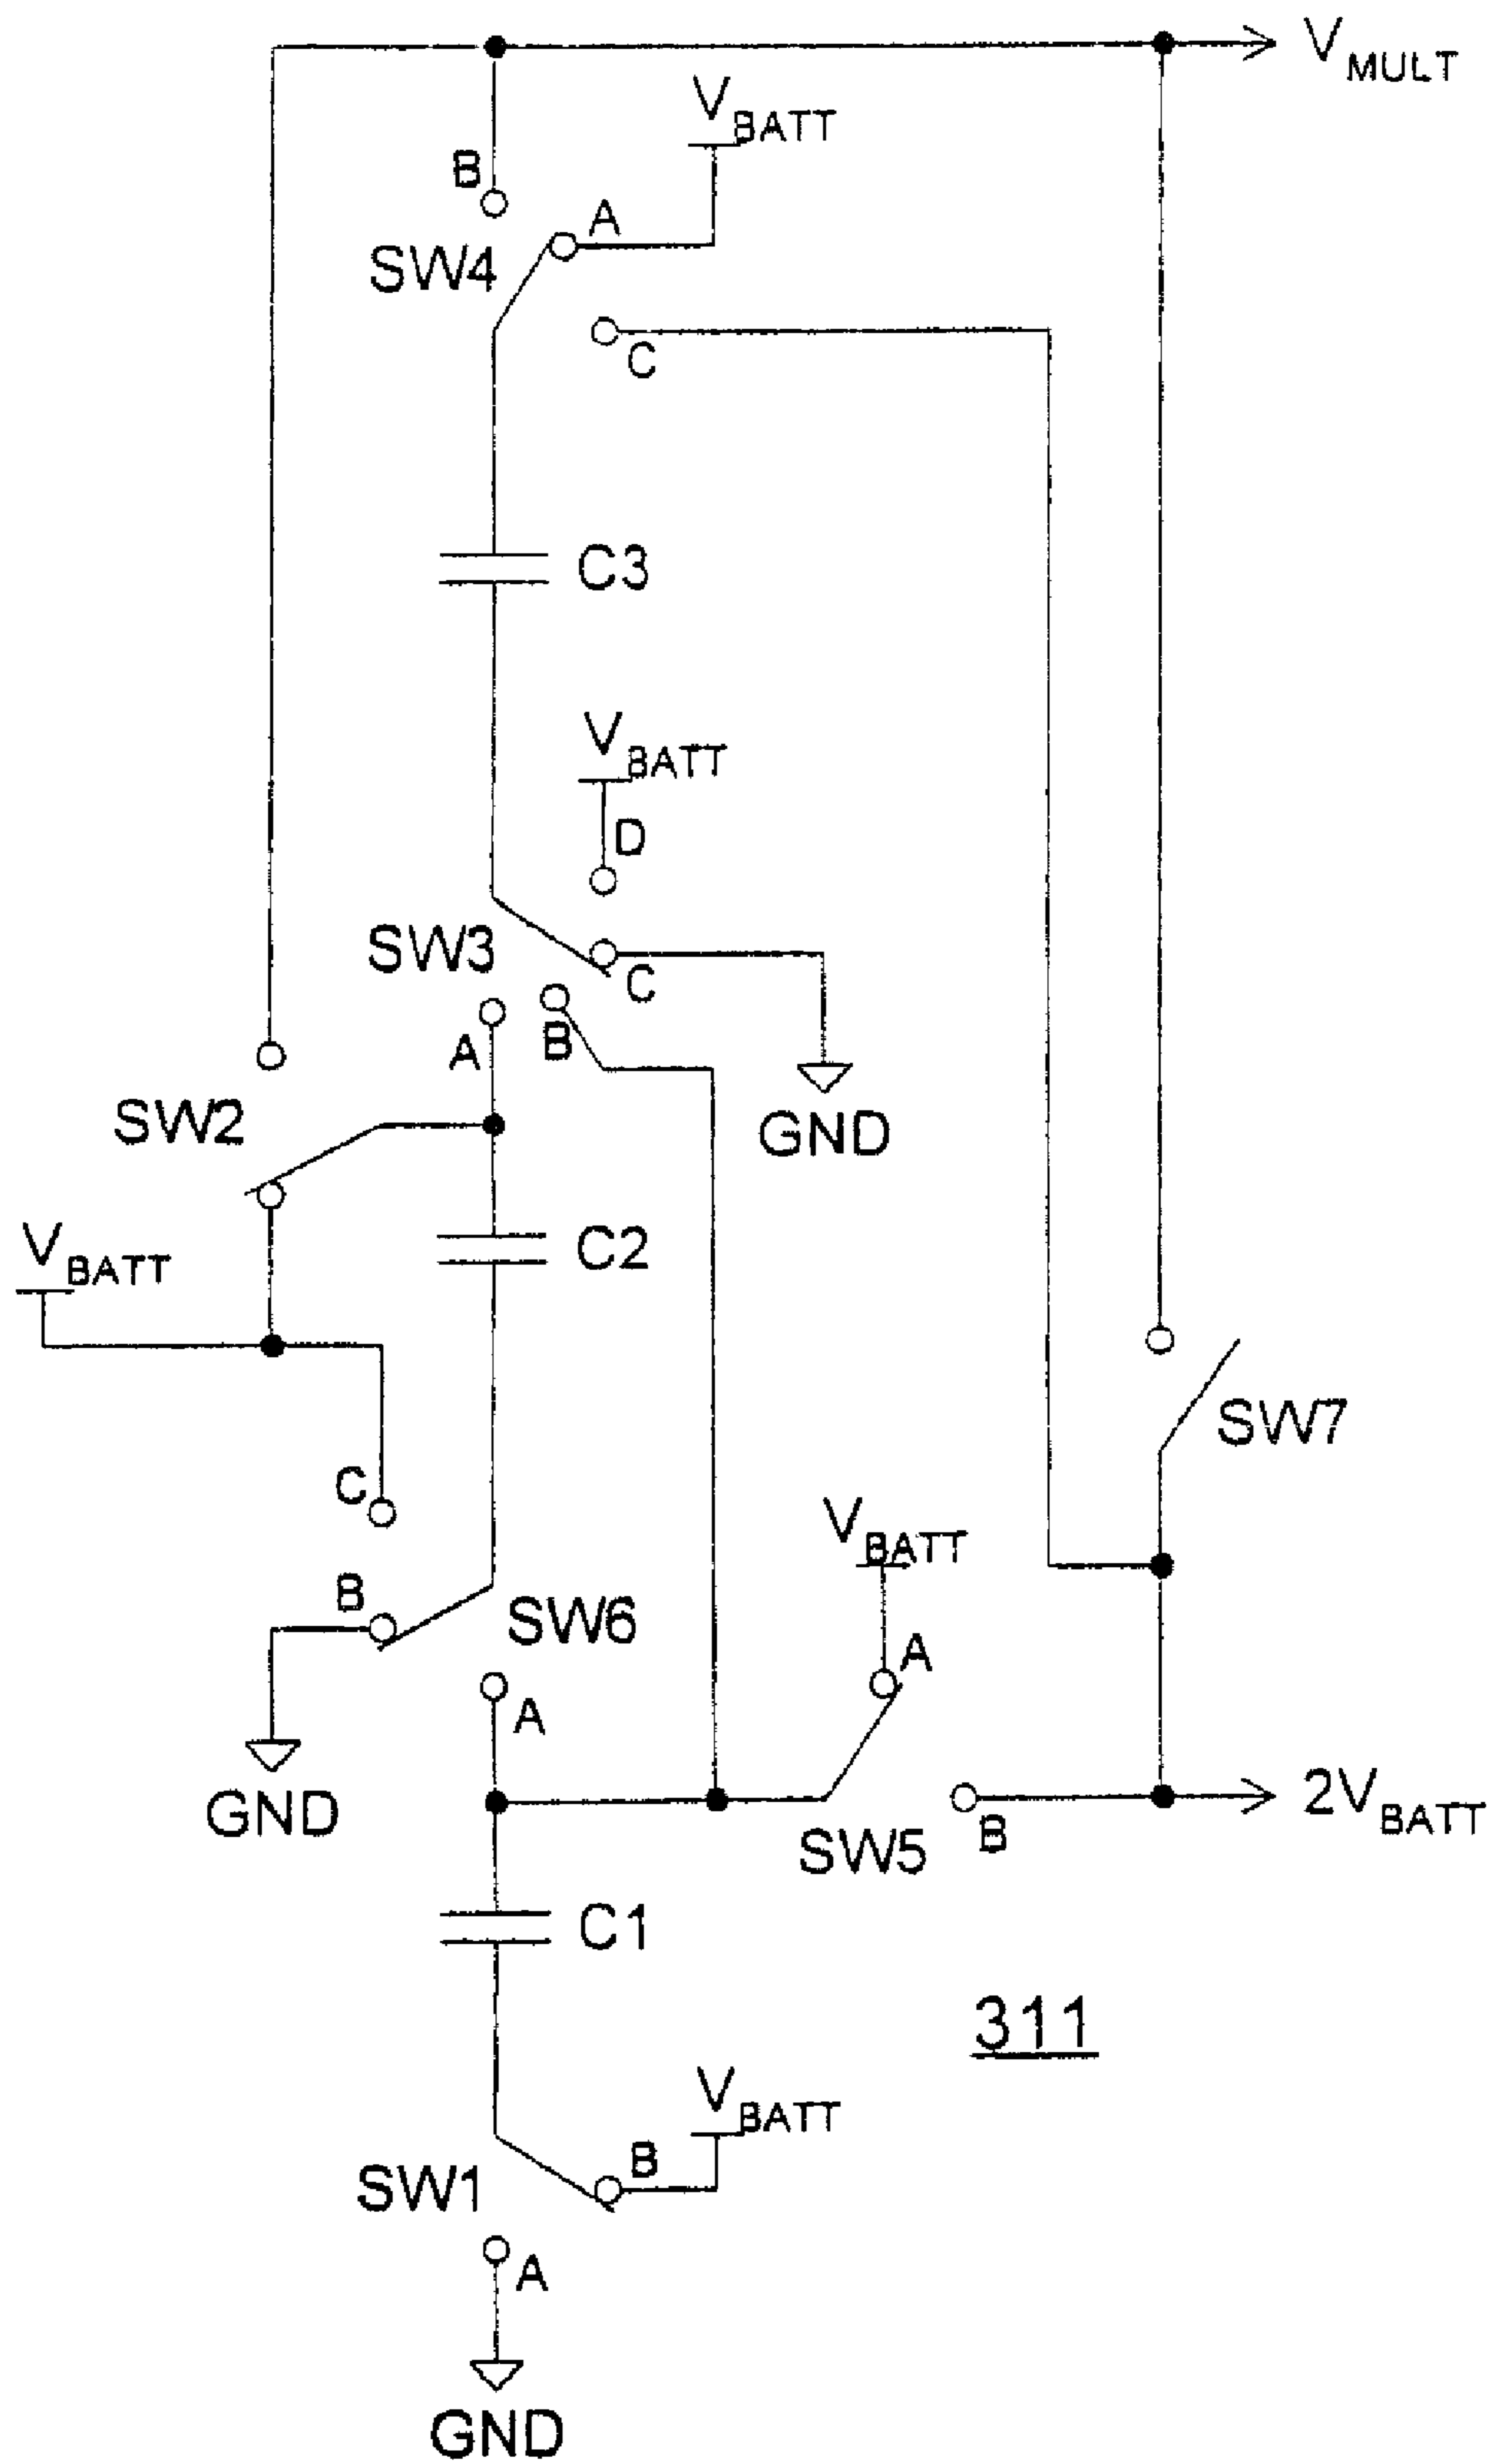 VMULT
VBATT
B
A
SW4
C
C3
VBATT
D
SW3
C
A
B
SW2
GND
VBATT
C2
SW7
C
VBATT
B
SW6
A
A
GND
2VBATT
SW5
B
C1
311
VBATT
B
SW1
A
GND